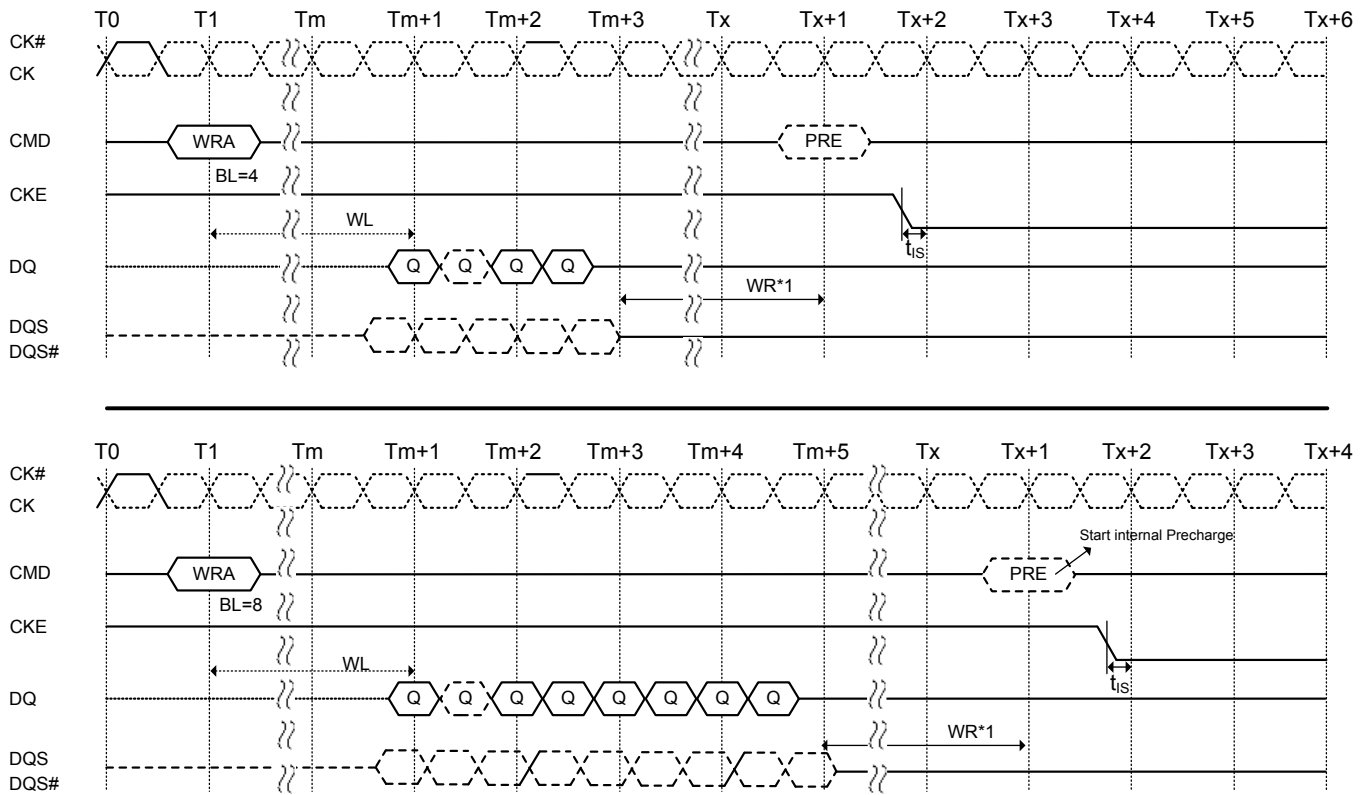 T0 T1 Tm Tm+1 Tm+2 Tm+3 Tx Tx+1 Tx+2 Tx+3 Tx+4 Tx+5 Tx+6
CK#
CK
CMD WRA PRE
BL=4
CKE
WL
tIS
DQ Q Q Q Q
WR*1
DQS
DQS#
T0 T1 Tm Tm+1 Tm+2 Tm+3 Tm+4 Tm+5 Tx Tx+1 Tx+2 Tx+3 Tx+4
CK#
CK
Start internal Precharge
CMD WRA PRE
BL=8
CKE
WL
tIS
DQ Q Q Q Q Q Q Q Q
WR*1
DQS
DQS#